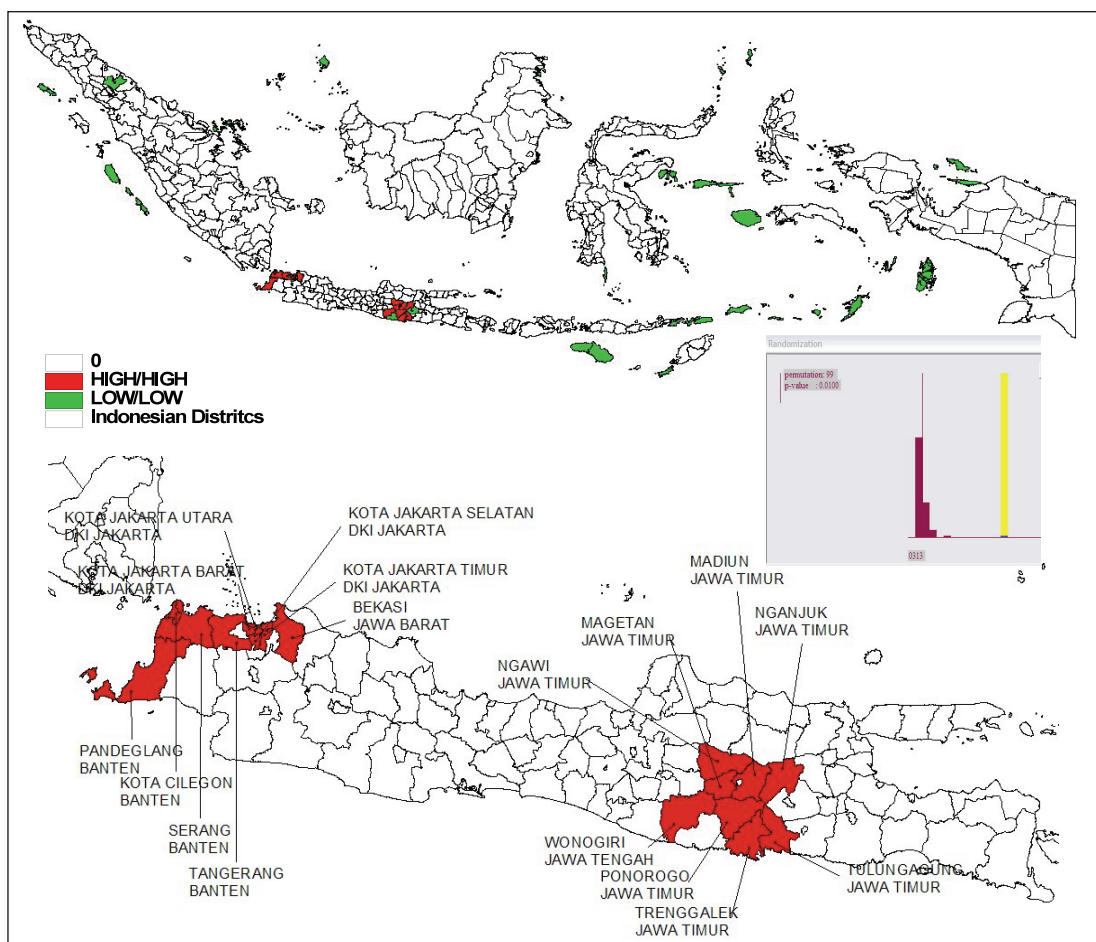 0
HIGH/HIGH
LOW/LOW
Indonesian Distritcs
Randomization
permutation: 99
p-value : 0.0100
0313
KOTA JAKARTA UTARA
DKI JAKARTA
KOTA JAKARTA BARAT
DKI JAKARTA
KOTA JAKARTA SELATAN
DKI JAKARTA
KOTA JAKARTA TIMUR
DKI JAKARTA
BEKASI
JAWA BARAT
PANDEGLANG
BANTEN
KOTA CILEGON
BANTEN
SERANG
BANTEN
TANGERANG
BANTEN
MADIUN
JAWA TIMUR
NGANJUK
JAWA TIMUR
MAGETAN
JAWA TIMUR
NGAWI
JAWA TIMUR
WONOGIRI
JAWA TENGAH
PONOROGO
JAWA TIMUR
TRENGGALEK
JAWA TIMUR
TULUNGAGUNG
JAWA TIMUR